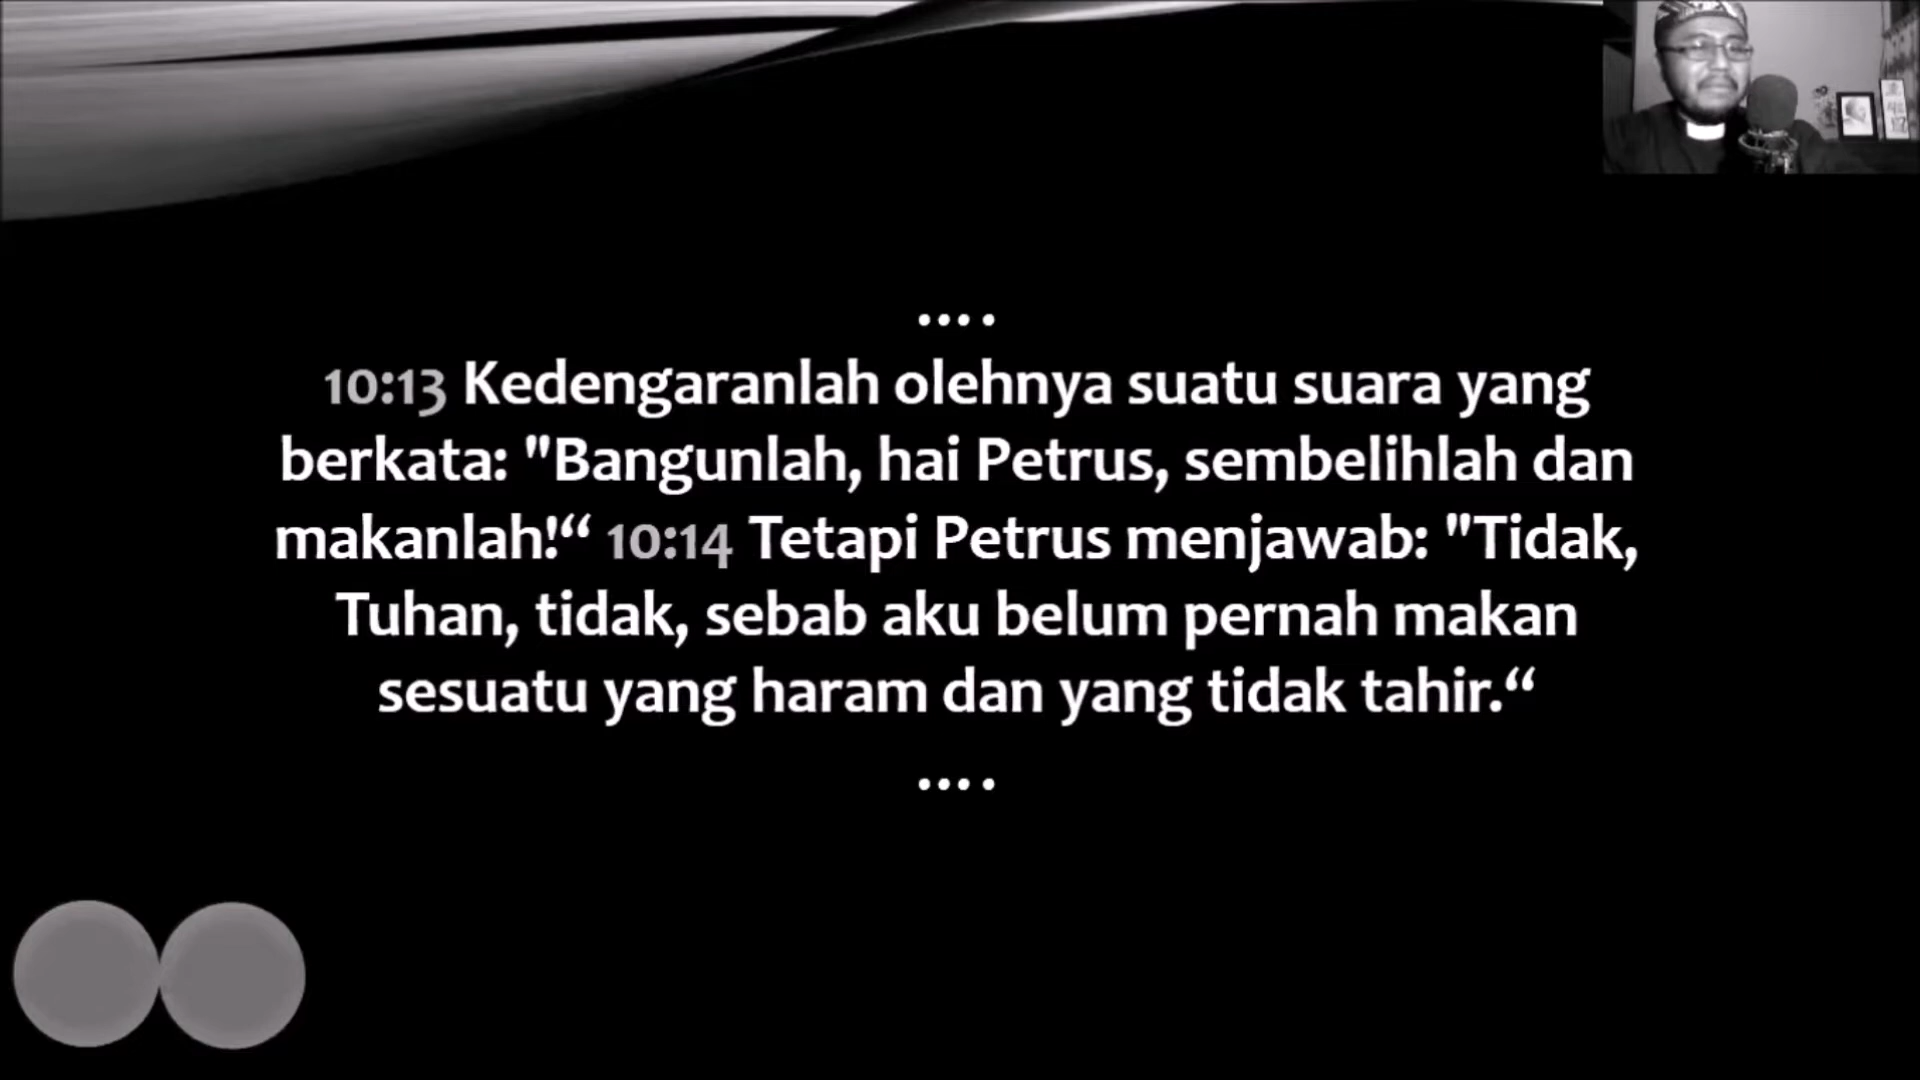 ....
10:13 Kedengaranlah olehnya suatu suara yang
berkata: "Bangunlah, hai Petrus, sembelihlah dan
makanlah!“ 10:14 Tetapi Petrus menjawab: "Tidak,
Tuhan, tidak, sebab aku belum pernah makan
sesuatu yang haram dan yang tidak tahir.“
....